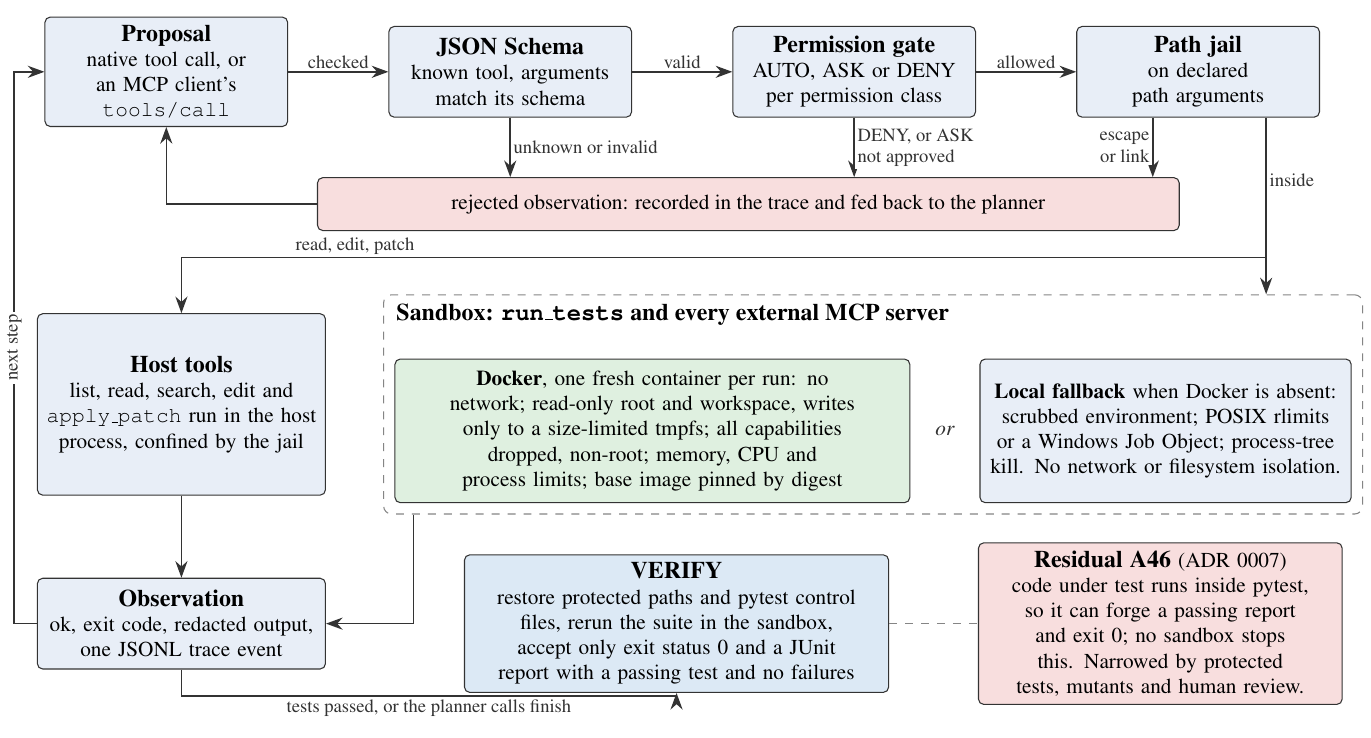 Proposal
native tool call, or
an MCP client's
tools/call
checked
JSON Schema
known tool, arguments
match its schema
valid
Permission gate
AUTO, ASK or DENY
per permission class
allowed
Path jail
on declared
path arguments
unknown or invalid
DENY, or ASK
not approved
escape
or link
inside
rejected observation: recorded in the trace and fed back to the planner
read, edit, patch
next step
Host tools
list, read, search, edit and
apply_patch run in the host
process, confined by the jail
Sandbox: run_tests and every external MCP server
Docker, one fresh container per run: no
network; read-only root and workspace, writes
only to a size-limited tmpfs; all capabilities
dropped, non-root; memory, CPU and
process limits; base image pinned by digest
or
Local fallback when Docker is absent:
scrubbed environment; POSIX rlimits
or a Windows Job Object; process-tree
kill. No network or filesystem isolation.
Observation
ok, exit code, redacted output,
one JSONL trace event
VERIFY
restore protected paths and pytest control
files, rerun the suite in the sandbox,
accept only exit status 0 and a JUnit
report with a passing test and no failures
Residual A46 (ADR 0007)
code under test runs inside pytest,
so it can forge a passing report
and exit 0; no sandbox stops
this. Narrowed by protected
tests, mutants and human review.
tests passed, or the planner calls finish